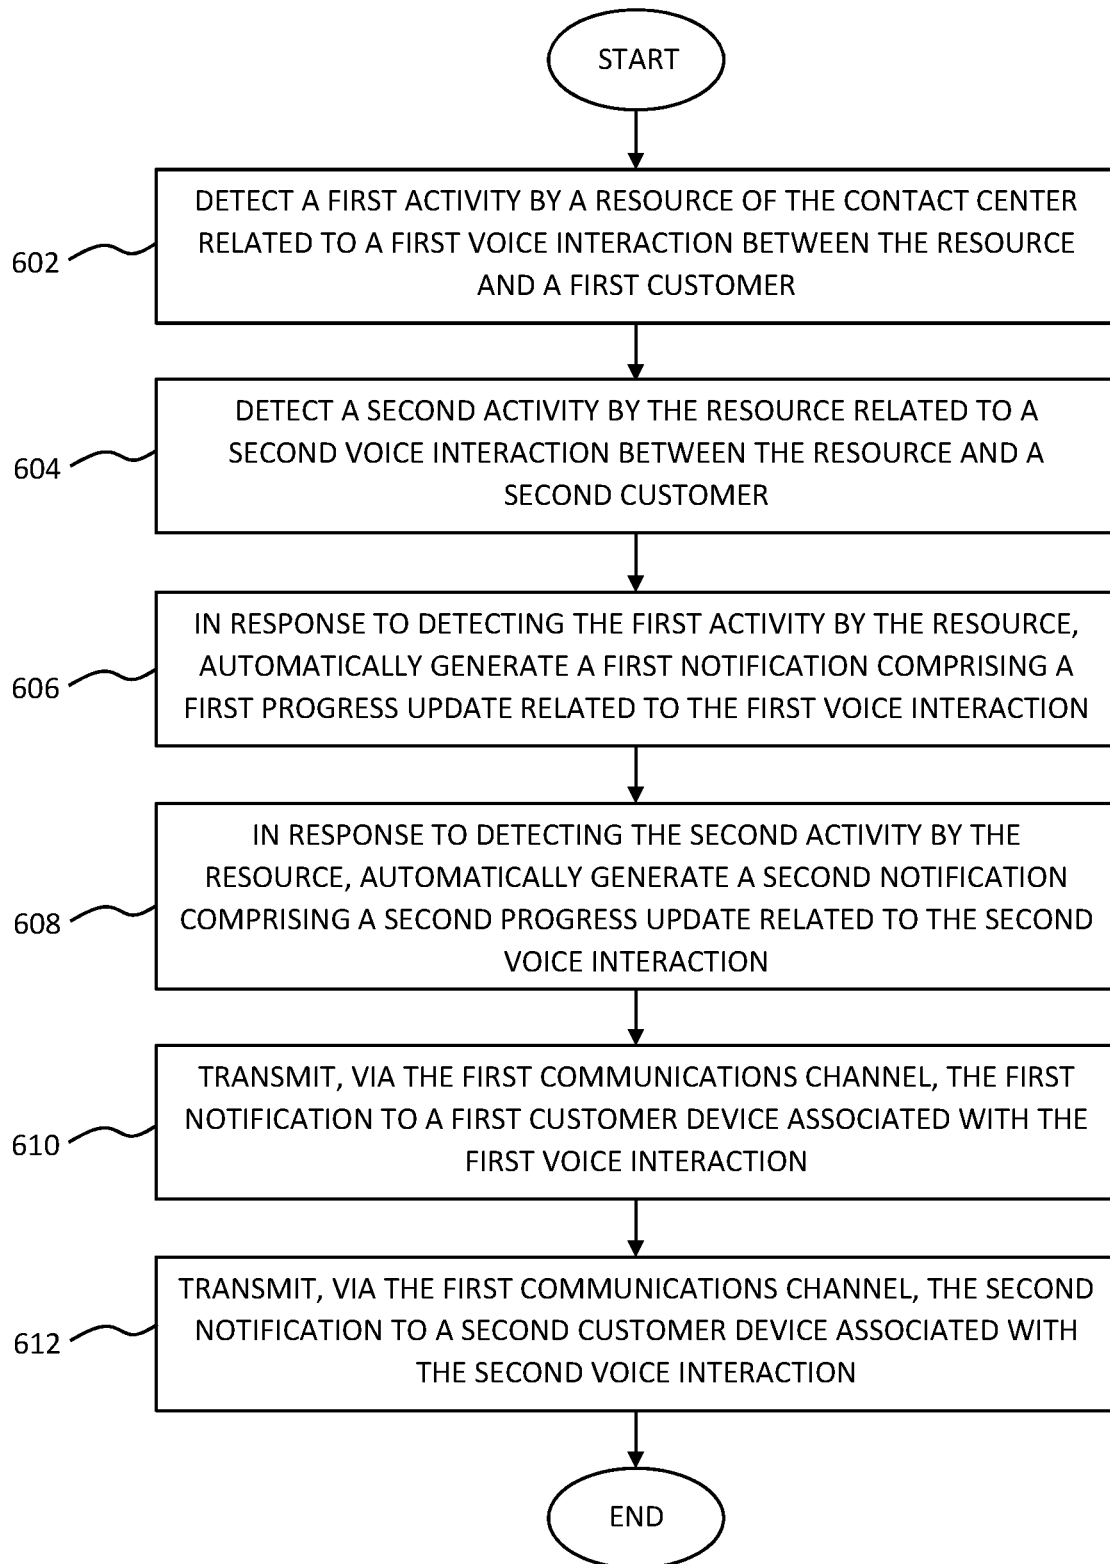 START
DETECT A FIRST ACTIVITY BY A RESOURCE OF THE CONTACT CENTER
RELATED TO A FIRST VOICE INTERACTION BETWEEN THE RESOURCE
AND A FIRST CUSTOMER
602
DETECT A SECOND ACTIVITY BY THE RESOURCE RELATED TO A
SECOND VOICE INTERACTION BETWEEN THE RESOURCE AND A
SECOND CUSTOMER
604
IN RESPONSE TO DETECTING THE FIRST ACTIVITY BY THE RESOURCE,
AUTOMATICALLY GENERATE A FIRST NOTIFICATION COMPRISING A
FIRST PROGRESS UPDATE RELATED TO THE FIRST VOICE INTERACTION
606
IN RESPONSE TO DETECTING THE SECOND ACTIVITY BY THE
RESOURCE, AUTOMATICALLY GENERATE A SECOND NOTIFICATION
COMPRISING A SECOND PROGRESS UPDATE RELATED TO THE SECOND
VOICE INTERACTION
608
TRANSMIT, VIA THE FIRST COMMUNICATIONS CHANNEL, THE FIRST
NOTIFICATION TO A FIRST CUSTOMER DEVICE ASSOCIATED WITH THE
FIRST VOICE INTERACTION
610
TRANSMIT, VIA THE FIRST COMMUNICATIONS CHANNEL, THE SECOND
NOTIFICATION TO A SECOND CUSTOMER DEVICE ASSOCIATED WITH
THE SECOND VOICE INTERACTION
612
END